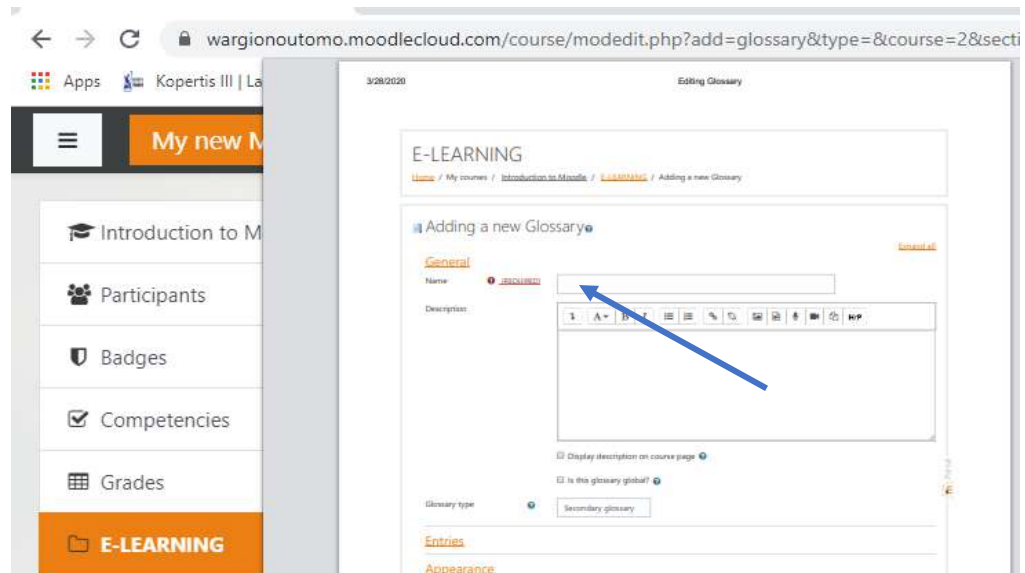 wargionoutomo.moodlecloud.com/course/modedit.php?add=glossary&type=&course=2&secti
Apps Kopertis III | La
My new M
Introduction to M
Participants
Badges
Competencies
Grades
E-LEARNING
3/28/2020 Editing Glossary
E-LEARNING
Home / My courses / Introduction to Moodle / E-LEARNING / Adding a new Glossary
Adding a new Glossary
Expand all
General
Name (REQUIRED)
Description
A B I H-P
Display description on course page
Is this glossary global?
Glossary type Secondary glossary
Entries
Appearance